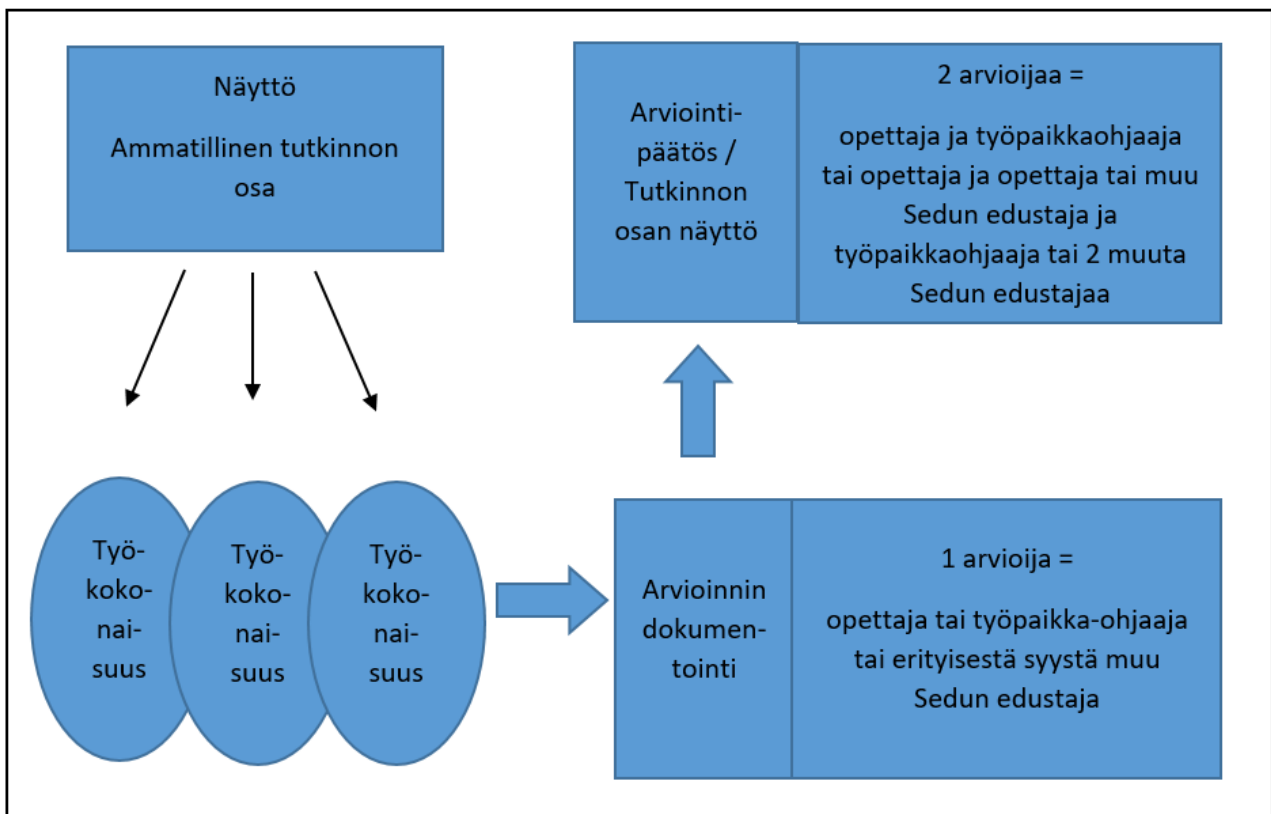 Näyttö
Ammatillinen tutkinnon
osa
Arviointi-
päätös /
Tutkinnon
osan näyttö
2 arvioijaa =
opettaja ja työpaikkaohjaaja
tai opettaja ja opettaja tai muu
Sedun edustaja ja
työpaikkaohjaaja tai 2 muuta
Sedun edustajaa
Työ-
koko-
nai-
suus
Työ-
koko-
nai-
suus
Työ-
koko-
nai-
suus
Arvioinnin
dokumen-
tointi
1 arvioija =
opettaja tai työpaikka-ohjaaja
tai erityisestä syystä muu
Sedun edustaja